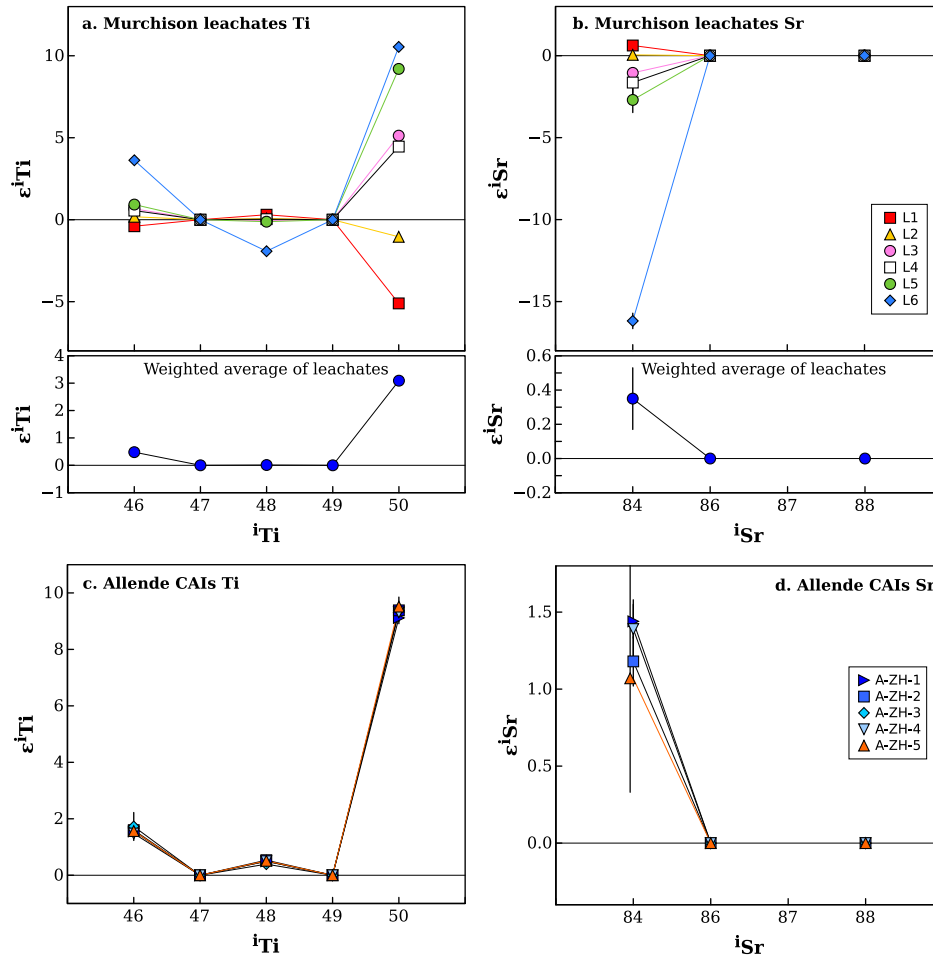 a. Murchison leachates Ti
10
5
0
−5
εⁱTi
b. Murchison leachates Sr
0
−5
−10
−15
εⁱSr
L1
L2
L3
L4
L5
L6
Weighted average of leachates
4
3
2
1
0
−1
εⁱTi
46 47 48 49 50
ⁱTi
Weighted average of leachates
0.6
0.4
0.2
0.0
−0.2
εⁱSr
84 86 87 88
ⁱSr
c. Allende CAIs Ti
10
8
6
4
2
0
εⁱTi
46 47 48 49 50
ⁱTi
d. Allende CAIs Sr
1.5
1.0
0.5
0.0
εⁱSr
A-ZH-1
A-ZH-2
A-ZH-3
A-ZH-4
A-ZH-5
84 86 87 88
ⁱSr